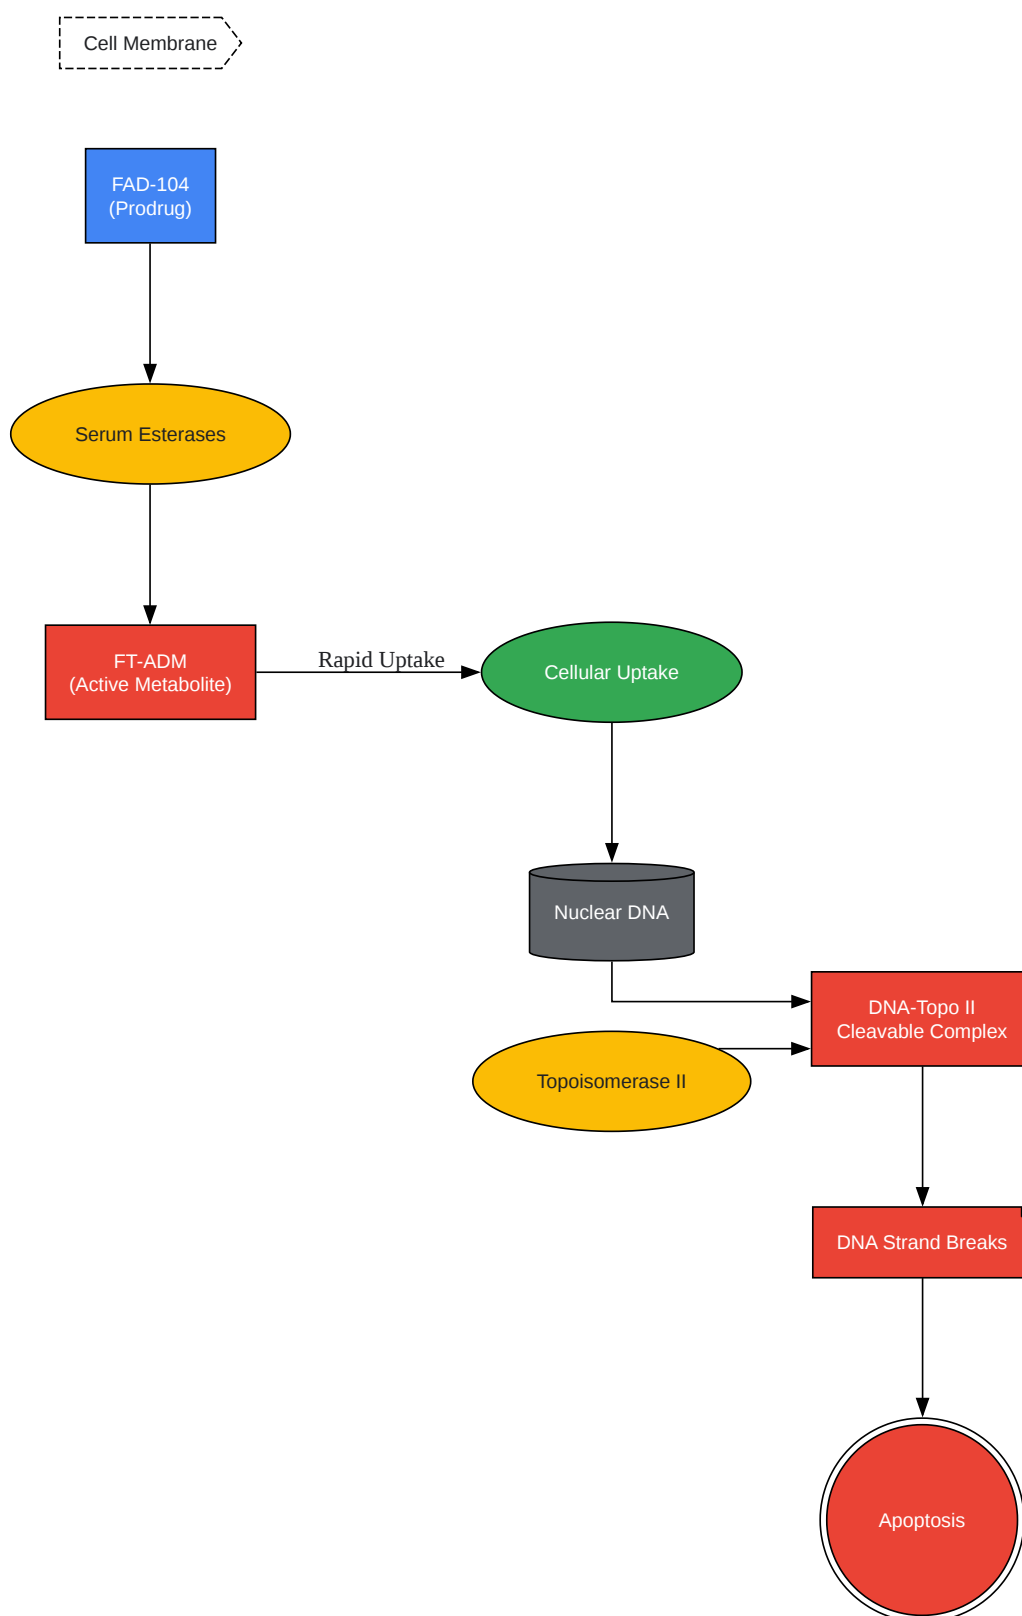 Cell Membrane
FAD-104
(Prodrug)
Serum Esterases
FT-ADM
(Active Metabolite)
Rapid Uptake
Cellular Uptake
Nuclear DNA
DNA-Topo II
Cleavable Complex
Topoisomerase II
DNA Strand Breaks
Apoptosis